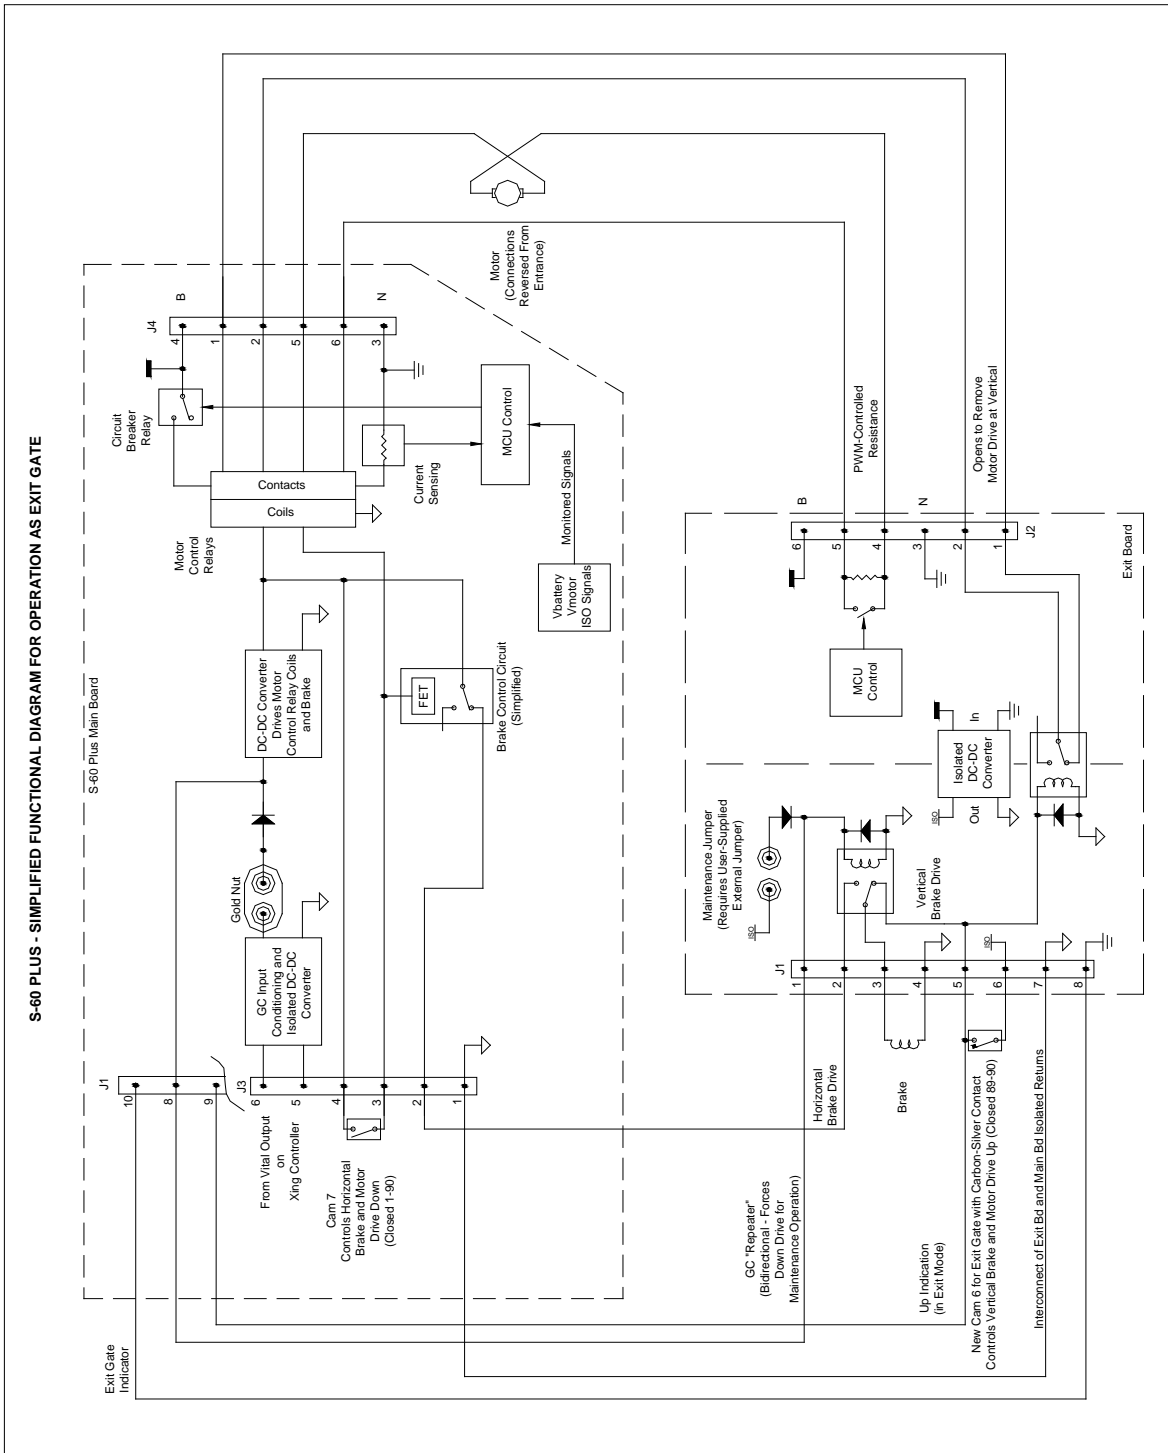 S-60 PLUS - SIMPLIFIED FUNCTIONAL DIAGRAM FOR OPERATION AS EXIT GATE
S-60 Plus Main Board
Exit Gate
Indicator
J1
10
8
9
J3
6
5
4
3
2
1
From Vital Output
on
Xing Controller
Cam 7
Controls Horizontal
Brake and Motor
Drive Down
(Closed 1-90)
GC Input
Conditioning and
Isolated DC-DC
Converter
Gold Nut
DC-DC Converter
Drives Motor
Control Relay Coils
and Brake
FET
Brake Control Circuit
(Simplified)
Motor
Control
Relays
Coils
Contacts
Circuit
Breaker
Relay
Current
Sensing
MCU Control
Monitored Signals
Vbattery
Vmotor
ISO Signals
J4
4
1
2
5
6
3
B
N
Motor
(Connections
Reversed From
Entrance)
GC "Repeater"
(Bidirectional - Forces
Down Drive for
Maintenance Operation)
Horizontal
Brake Drive
Brake
Up Indication
(in Exit Mode)
New Cam 6 for Exit Gate with Carbon-Silver Contact
Controls Vertical Brake and Motor Drive Up (Closed 89-90)
Interconnect of Exit Bd and Main Bd Isolated Returns
J1
1
2
3
4
5
6
7
8
ISO
Maintenance Jumper
(Requires User-Supplied
External Jumper)
ISO
Vertical
Brake Drive
ISO
Out
Isolated
DC-DC
Converter
In
MCU
Control
6
5
4
3
2
1
J2
B
N
PWM-Controlled
Resistance
Opens to Remove
Motor Drive at Vertical
Exit Board